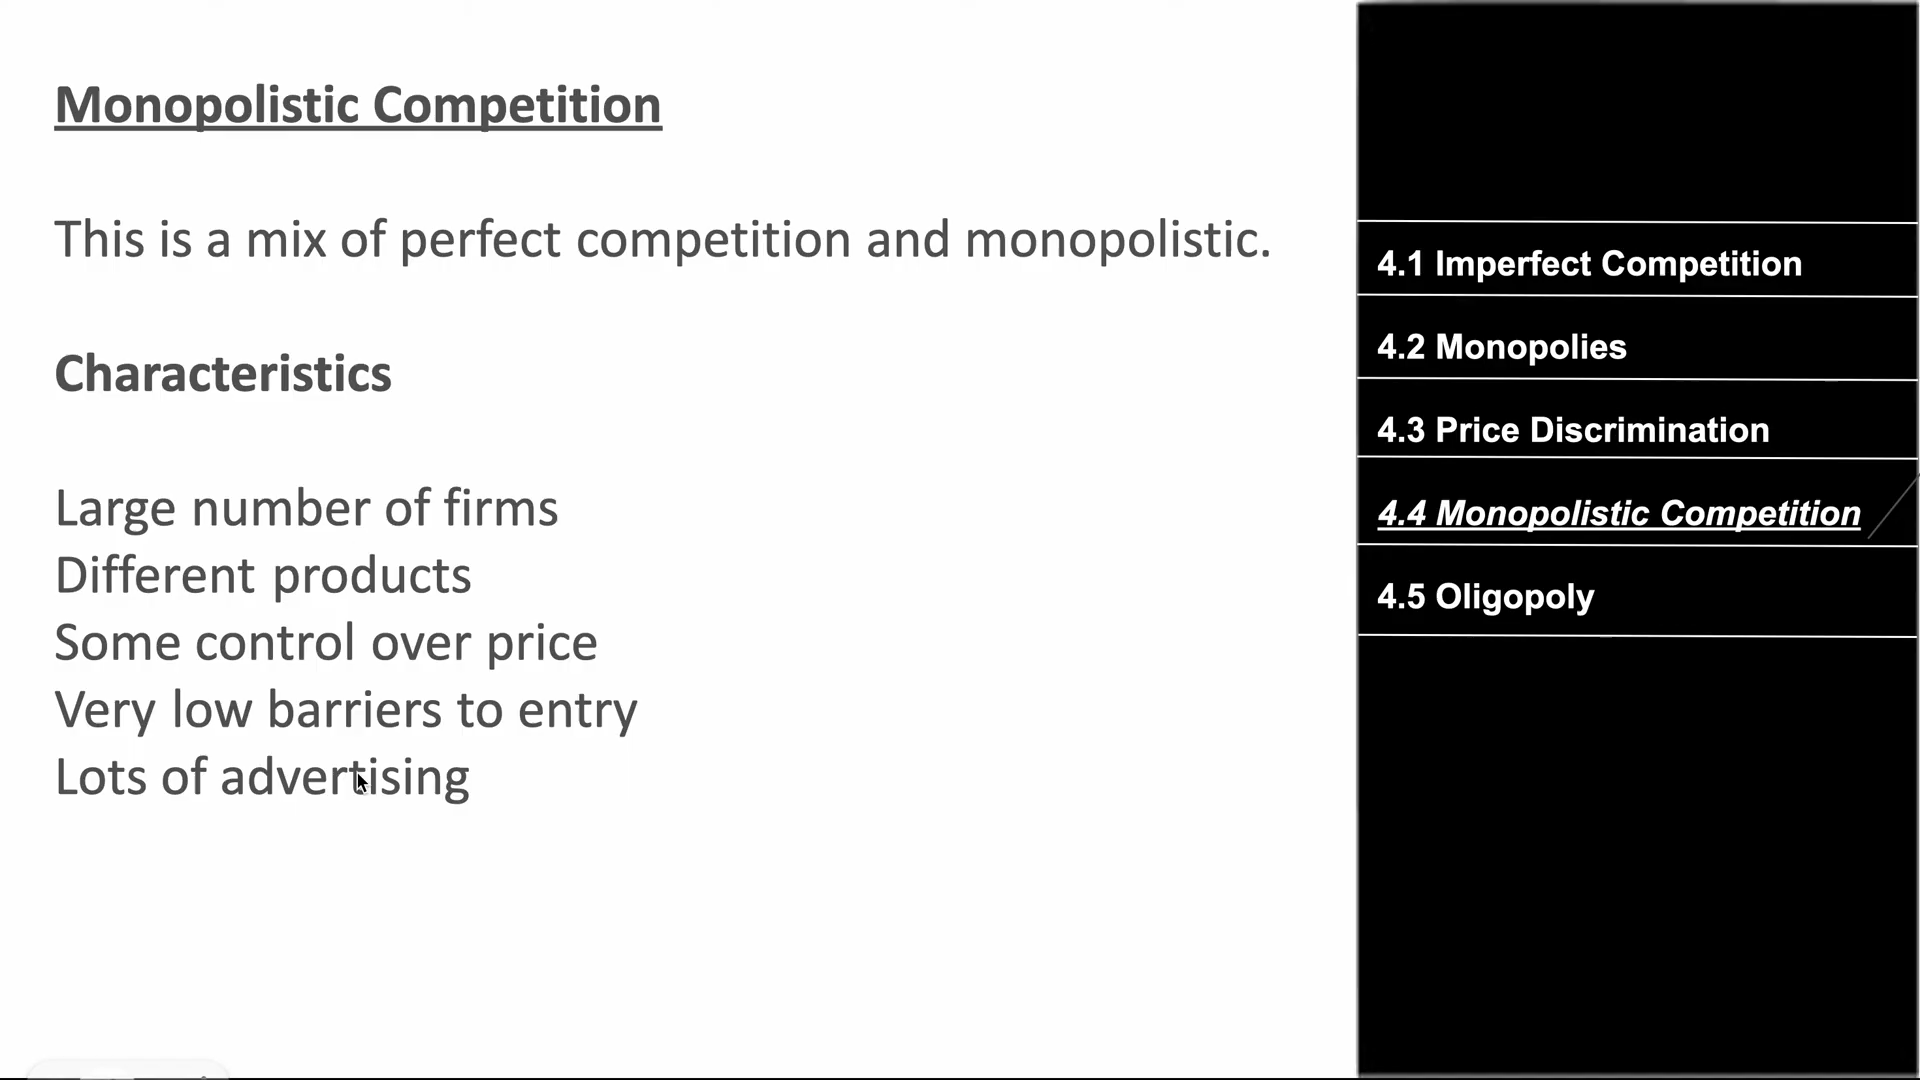 Monopolistic Competition
This is a mix of perfect competition and monopolistic.
Characteristics
Large number of firms
Different products
Some control over price
Very low barriers to entry
Lots of advertising
4.1 Imperfect Competition
4.2 Monopolies
4.3 Price Discrimination
4.4 Monopolistic Competition
4.5 Oligopoly